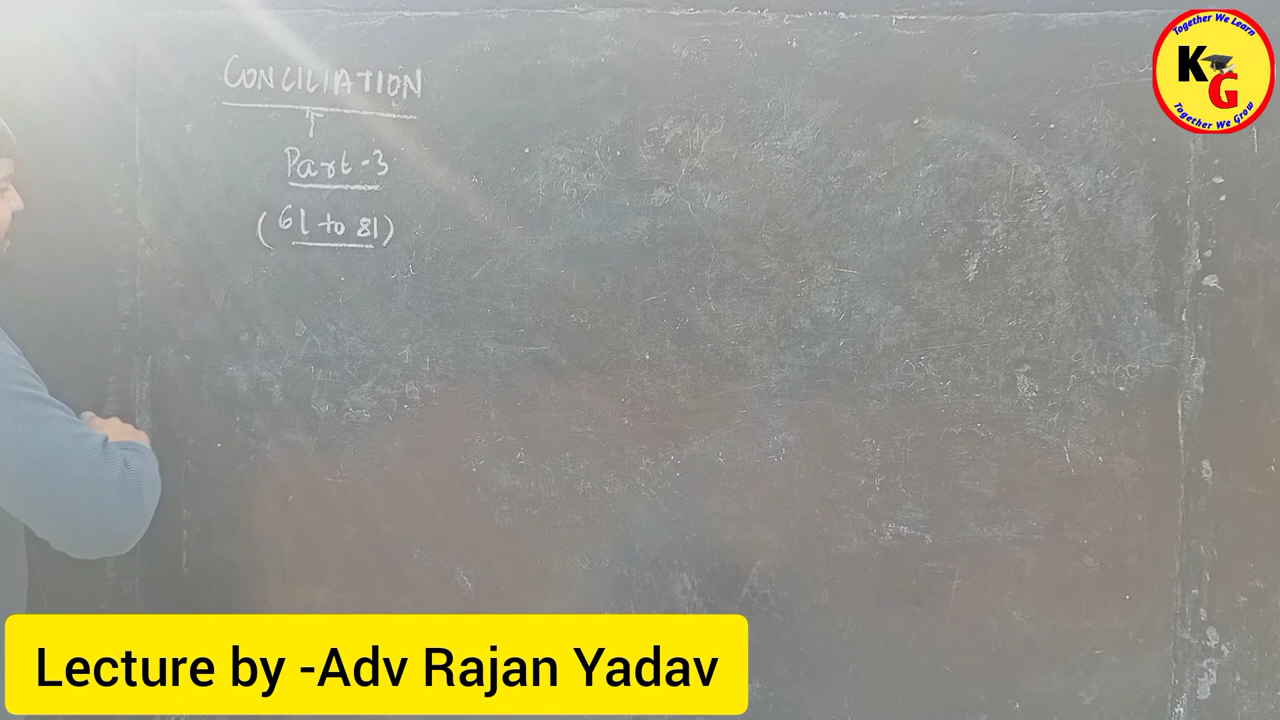 CONCILIATION
Part-3
(61 to 81)
Together We Learn
KG
Together We Grow
Lecture by -Adv Rajan Yadav